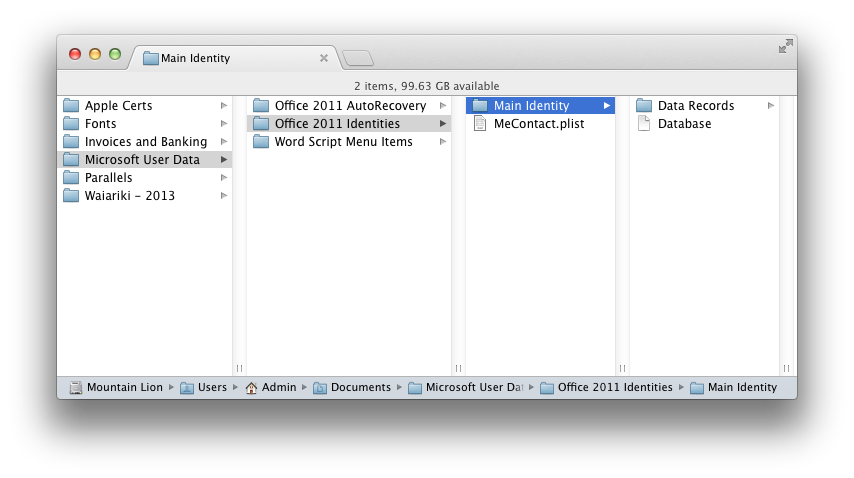 Main Identity
2 items, 99.63 GB available
Apple Certs
Fonts
Invoices and Banking
Microsoft User Data
Parallels
Waiariki - 2013
Office 2011 AutoRecovery
Office 2011 Identities
Word Script Menu Items
Main Identity
MeContact.plist
Data Records
Database
Mountain Lion ▸ Users ▸ Admin ▸ Documents ▸ Microsoft User Dat ▸ Office 2011 Identities ▸ Main Identity